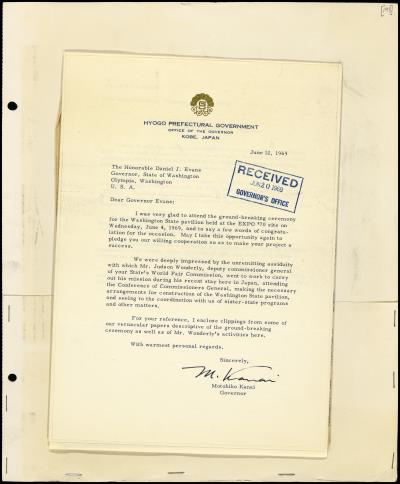 HYOGO PREFECTURAL GOVERNMENT
OFFICE OF THE GOVERNOR
KOBE, JAPAN
June 12, 1969
The Honorable Daniel J. Evans
Governor, State of Washington
Olympia, Washington
U. S. A.
RECEIVED
JUN 20 1969
GOVERNOR'S OFFICE
Dear Governor Evans:
I was very glad to attend the ground-breaking ceremony
for the Washington State pavilion held at the EXPO '70 site on
Wednesday, June 4, 1969, and to say a few words of congratu-
lation for the occasion. May I take this opportunity again to
pledge you our willing cooperation so as to make your project a
success.
We were deeply impressed by the unremitting assiduity
with which Mr. Judson Wonderly, deputy commissioner general
of your State's World Fair Commission, went to work to carry
out his mission during his recent stay here in Japan, attending
the Conference of Commissioners General, making the necessary
arrangements for construction of the Washington State pavilion,
and seeing to the coordination with us of sister-state programs
and other matters.
For your reference, I enclose clippings from some of
our vernacular papers descriptive of the ground-breaking
ceremony as well as of Mr. Wonderly's activities here.
With warmest personal regards.
Sincerely,
M. Kanai
Motohiko Kanai
Governor